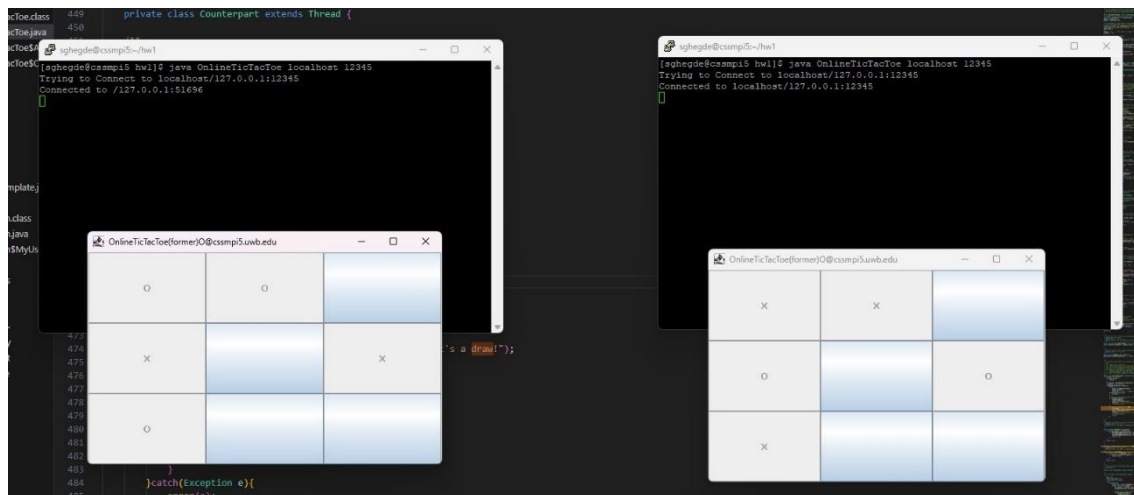 acToe.class
449 private class Counterpart extends Thread {
acToe.java
450
acToe$A
acToe$C
sghegde@cssmpi5:~/hw1
[sghegde@cssmpi5 hw1]$ java OnlineTicTacToe localhost 12345
Trying to Connect to localhost/127.0.0.1:12345
Connected to /127.0.0.1:51696
sghegde@cssmpi5:~/hw1
[sghegde@cssmpi5 hw1]$ java OnlineTicTacToe localhost 12345
Trying to Connect to localhost/127.0.0.1:12345
Connected to localhost/127.0.0.1:12345
mplate.j
n.class
n.java
n$MyUs
OnlineTicTacToe(former)O@cssmpi5.uwb.edu
O O
X X
O
OnlineTicTacToe(former)O@cssmpi5.uwb.edu
X X
O O
X
473
474 's a draw!");
475
476
477
478
479
480
481
482
483 }
484 }catch(Exception e){